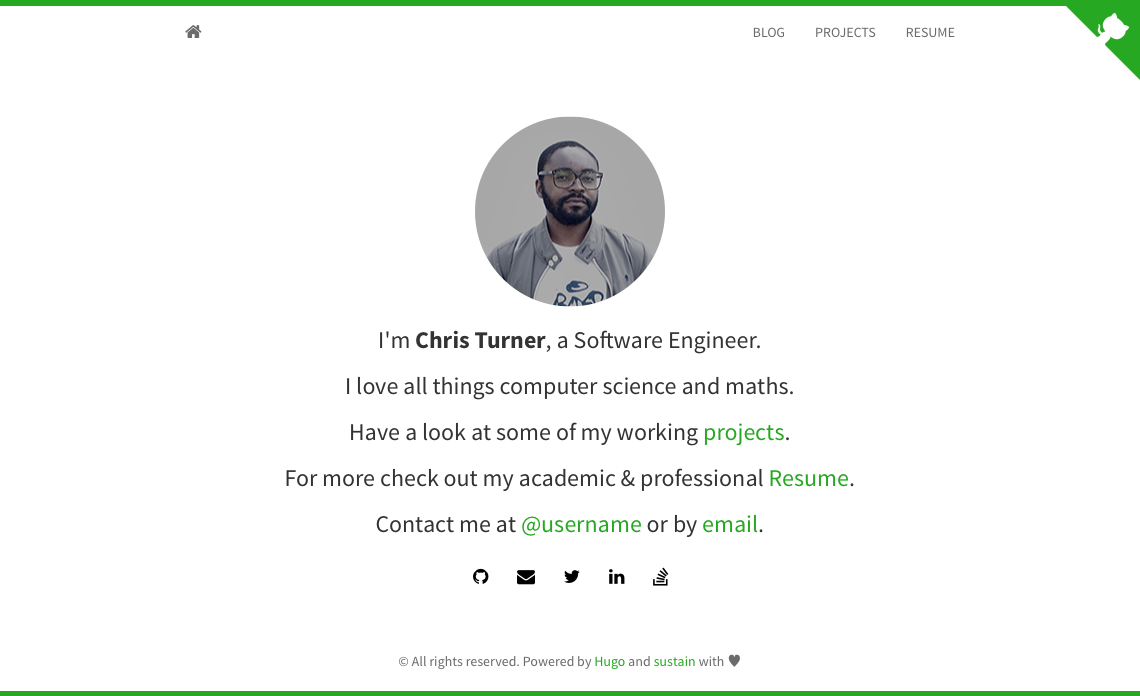 BLOG PROJECTS RESUME
I'm Chris Turner, a Software Engineer.
I love all things computer science and maths.
Have a look at some of my working projects.
For more check out my academic & professional Resume.
Contact me at @username or by email.
© All rights reserved. Powered by Hugo and sustain with ♥